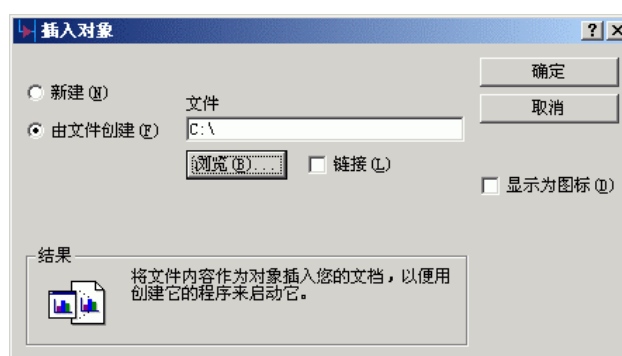 插入对象
新建(N)
由文件创建(F)
文件
C:\
浏览(B)...
链接(L)
确定
取消
显示为图标(D)
结果
将文件内容作为对象插入您的文档，以便用
创建它的程序来启动它。